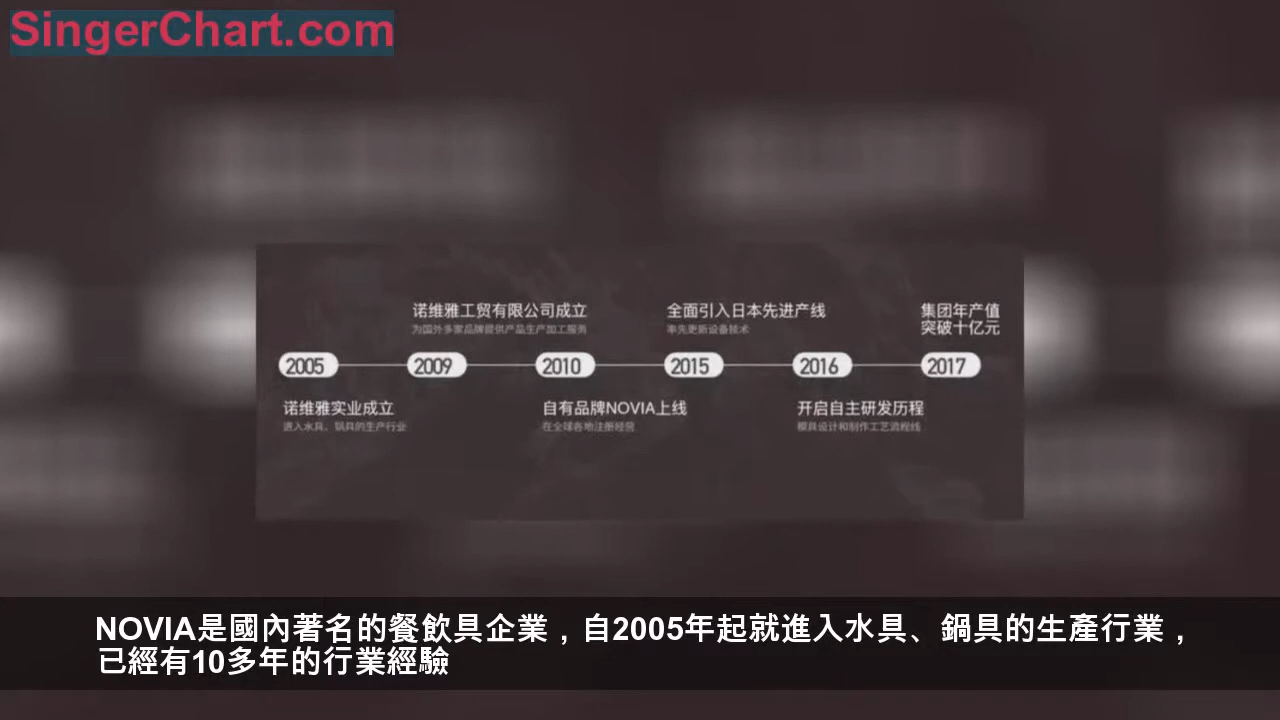 SingerChart.com
诺维雅工贸有限公司成立
为国外多家品牌提供产品生产加工服务
全面引入日本先进产线
率先更新设备技术
集团年产值
突破十亿元
2005
2009
2010
2015
2016
2017
诺维雅实业成立
进入水具、锅具的生产行业
自有品牌NOVIA上线
在全球各地注册经营
开启自主研发历程
模具设计和制作工艺流程线
NOVIA是國內著名的餐飲具企業，自2005年起就進入水具、鍋具的生產行業，
已經有10多年的行業經驗